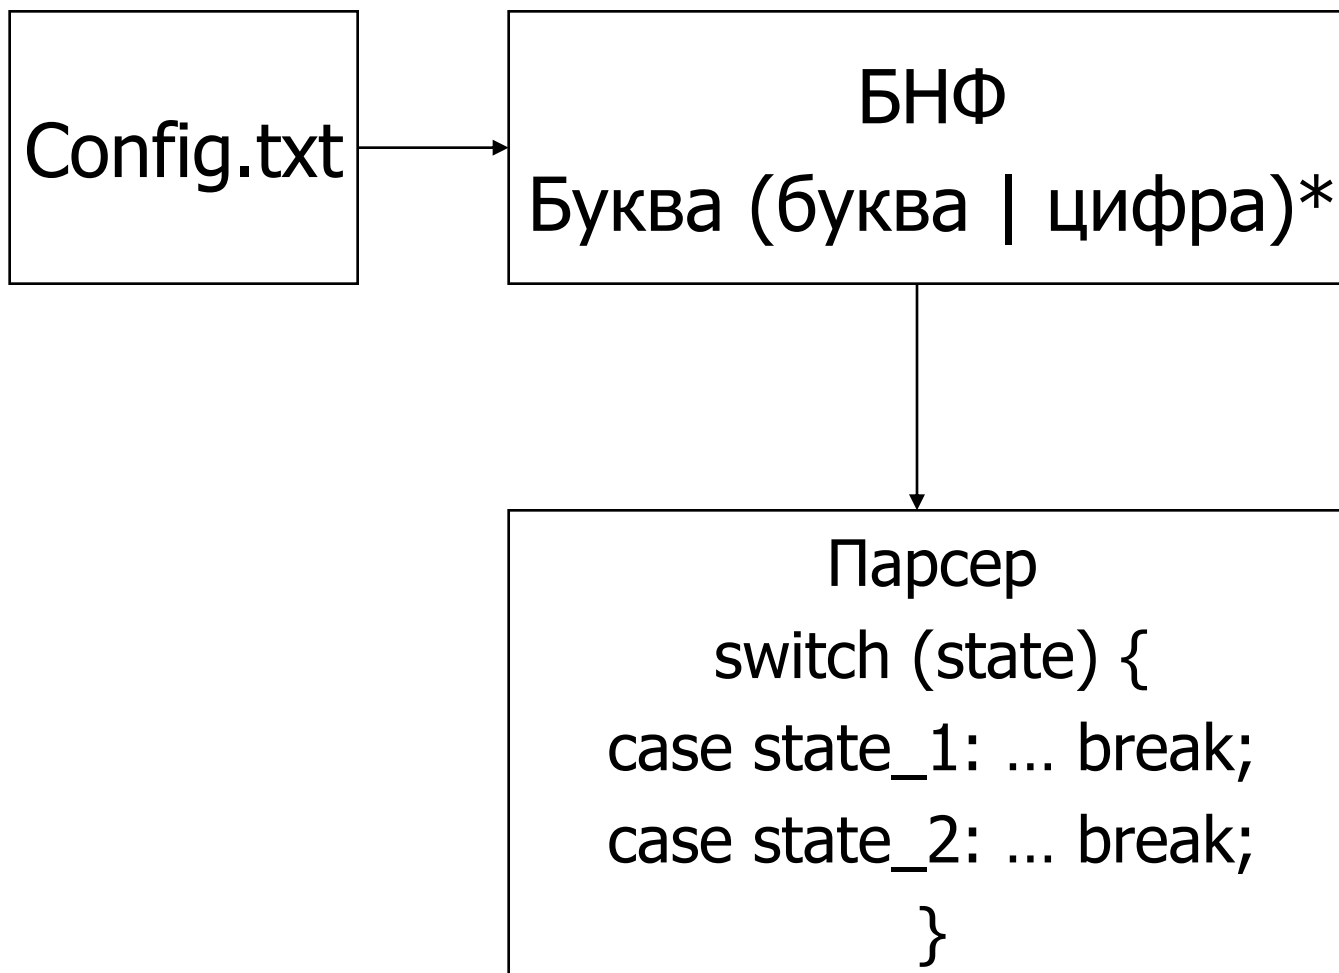 Config.txt
БНФ
Буква (буква | цифра)*
Парсер
switch (state) {
case state_1: … break;
case state_2: … break;
}